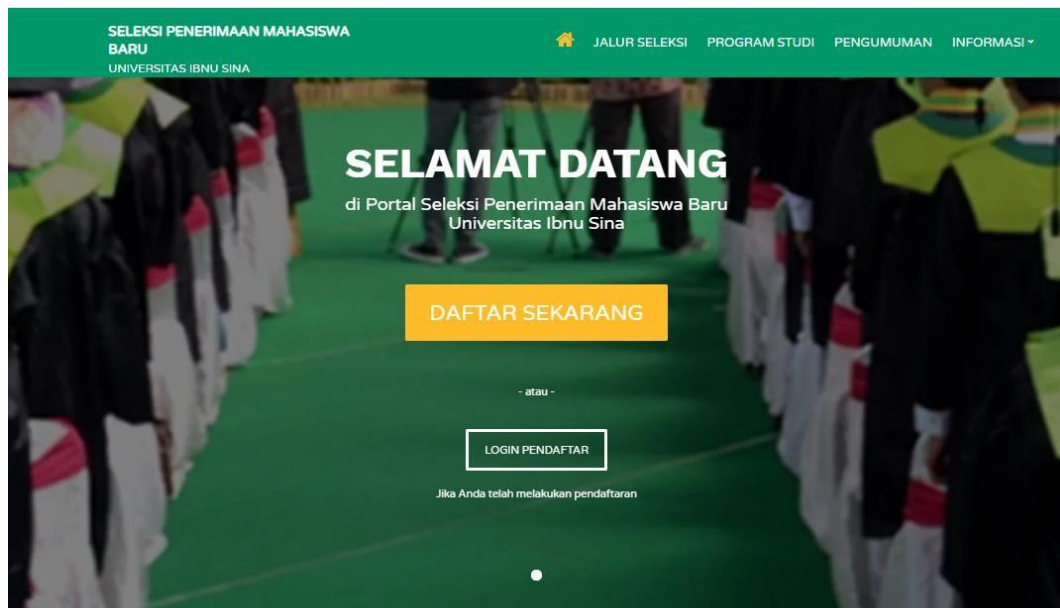 SELEKSI PENERIMAAN MAHASISWA
BARU
UNIVERSITAS IBNU SINA
JALUR SELEKSI PROGRAM STUDI PENGUMUMAN INFORMASI
SELAMAT DATANG
di Portal Seleksi Penerimaan Mahasiswa Baru
Universitas Ibnu Sina
DAFTAR SEKARANG
- atau -
LOGIN PENDAFTAR
Jika Anda telah melakukan pendaftaran